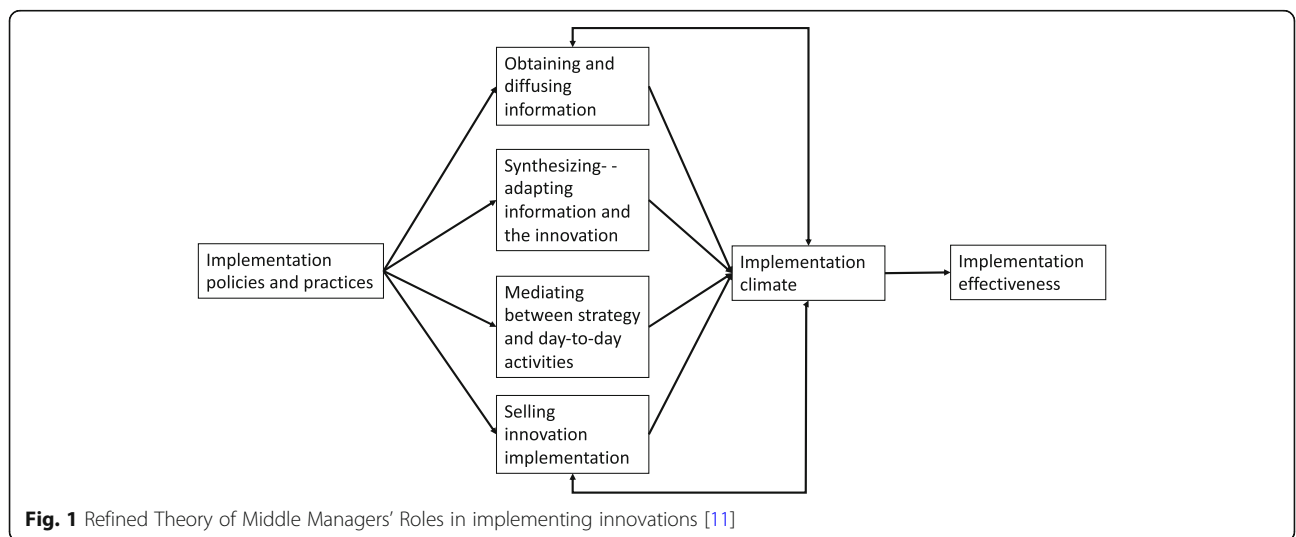 Obtaining and
diffusing
information
Synthesizing- -
adapting
information and
the innovation
Implementation
policies and practices
Mediating
between strategy
and day-to-day
activities
Selling
innovation
implementation
Implementation
climate
Implementation
effectiveness
Fig. 1 Refined Theory of Middle Managers’ Roles in implementing innovations [11]